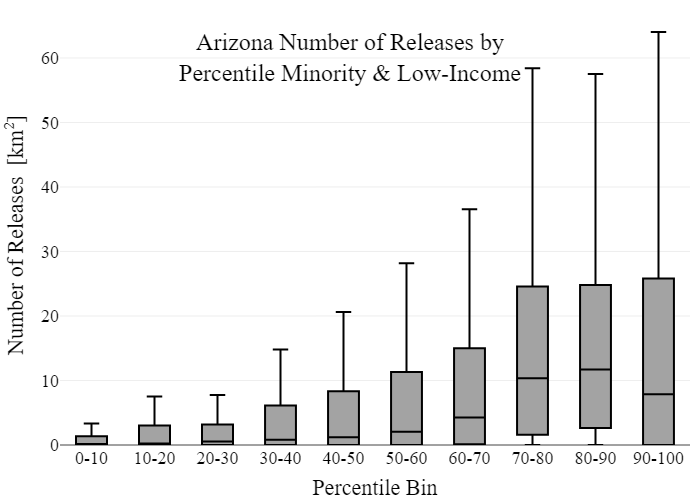 Arizona Number of Releases by
Percentile Minority & Low-Income
Number of Releases [km²]
60
50
40
30
20
10
0
0-10 10-20 20-30 30-40 40-50 50-60 60-70 70-80 80-90 90-100
Percentile Bin